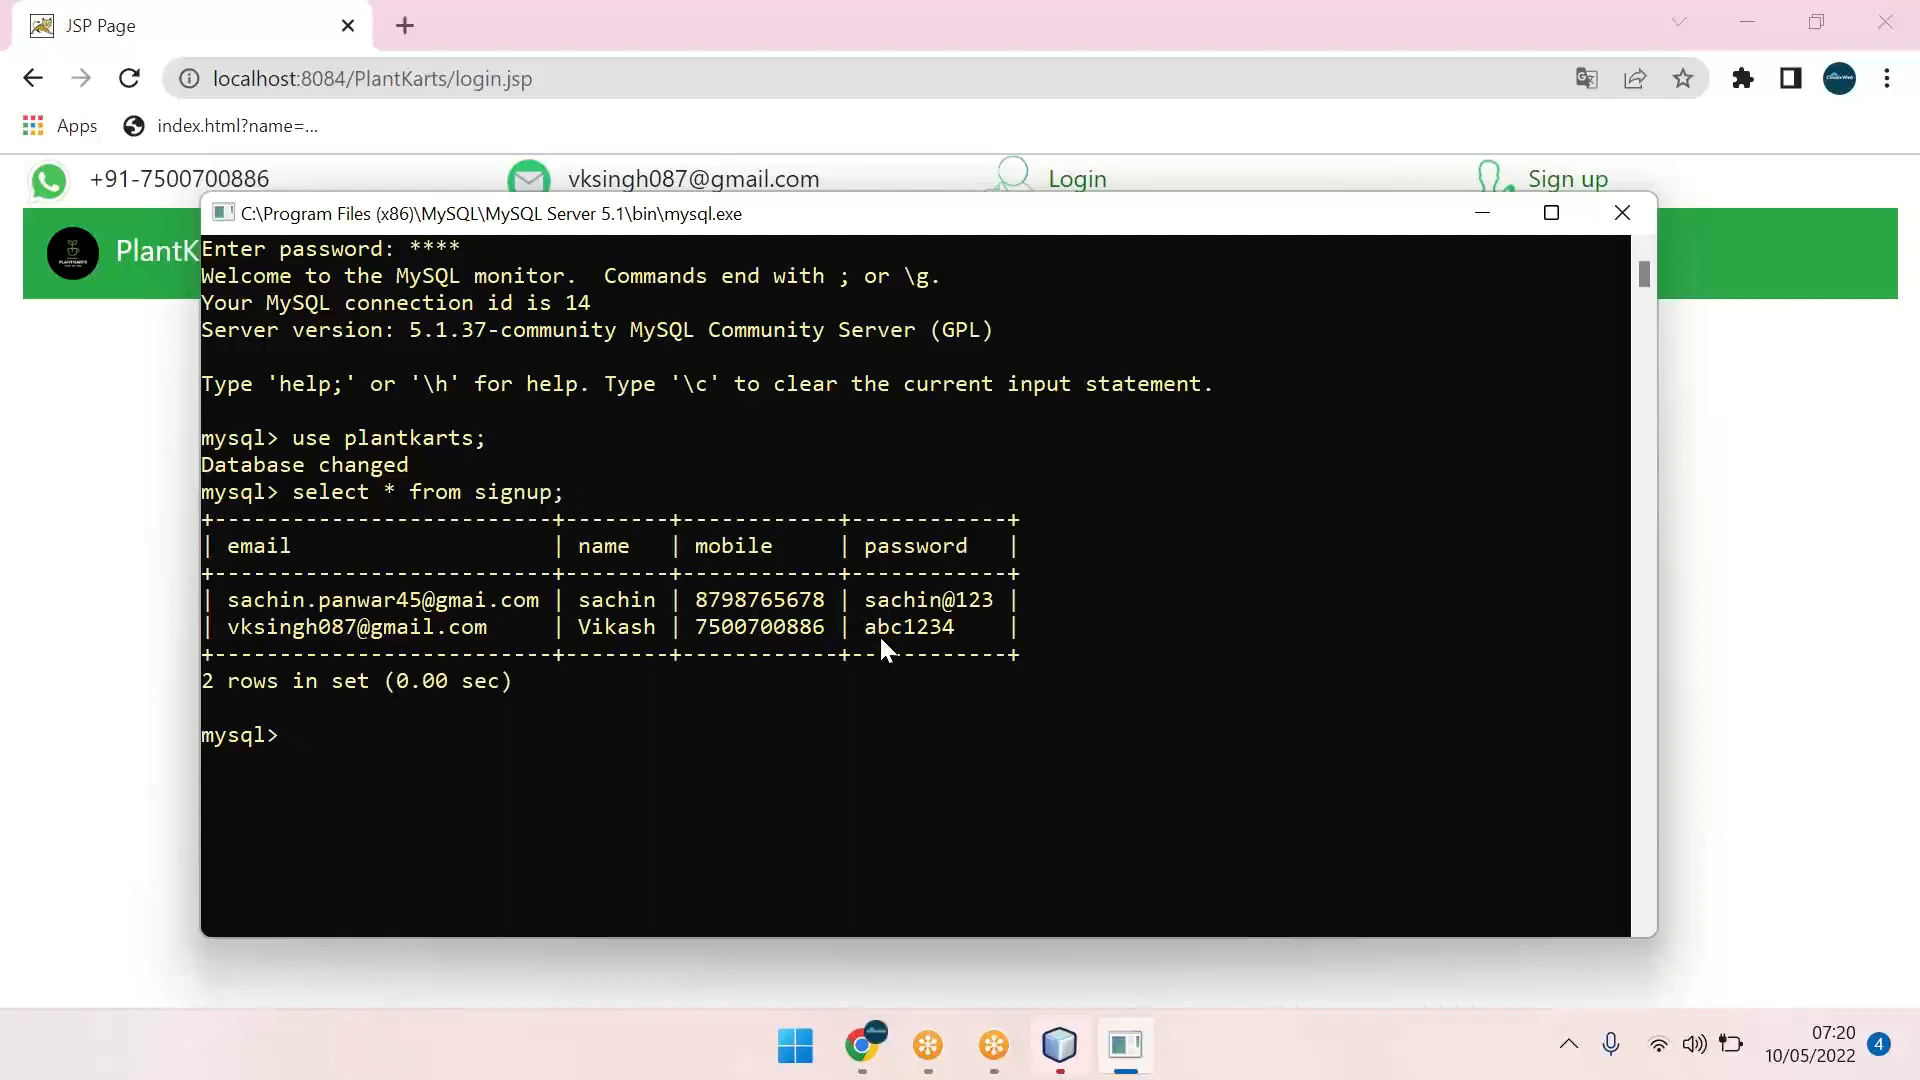 JSP Page
localhost:8084/PlantKarts/login.jsp
Apps
index.html?name=...
+91-7500700886
vksingh087@gmail.com
Login
Sign up
C:\Program Files (x86)\MySQL\MySQL Server 5.1\bin\mysql.exe
PlantK
Enter password: ****
Welcome to the MySQL monitor.  Commands end with ; or \g.
Your MySQL connection id is 14
Server version: 5.1.37-community MySQL Community Server (GPL)
Type 'help;' or '\h' for help. Type '\c' to clear the current input statement.
mysql> use plantkarts;
Database changed
mysql> select * from signup;
+--------------------------+--------+------------+------------+
| email                    | name   | mobile     | password   |
+--------------------------+--------+------------+------------+
| sachin.panwar45@gmai.com | sachin | 8798765678 | sachin@123 |
| vksingh087@gmail.com     | Vikash | 7500700886 | abc1234    |
+--------------------------+--------+------------+------------+
2 rows in set (0.00 sec)
mysql>
07:20
10/05/2022
4